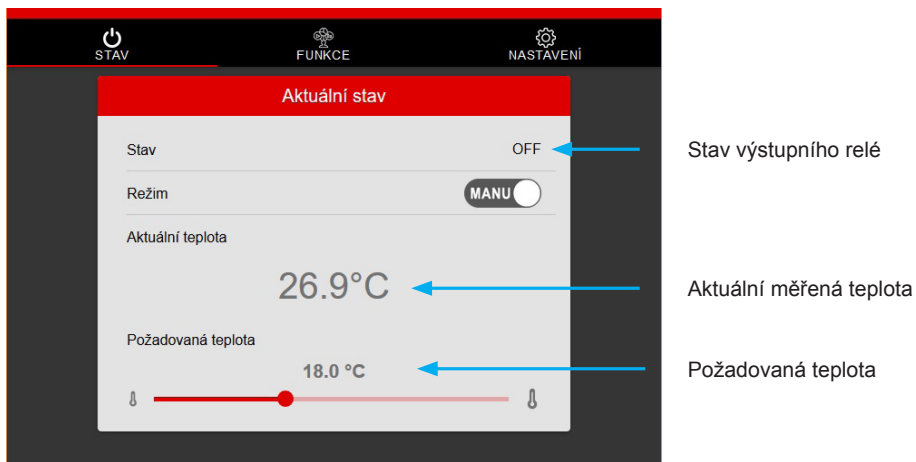 STAV FUNKCE NASTAVENÍ
Aktuální stav
Stav OFF Stav výstupního relé
Režim MANU
Aktuální teplota
26.9°C Aktuální měřená teplota
Požadovaná teplota
18.0 °C Požadovaná teplota